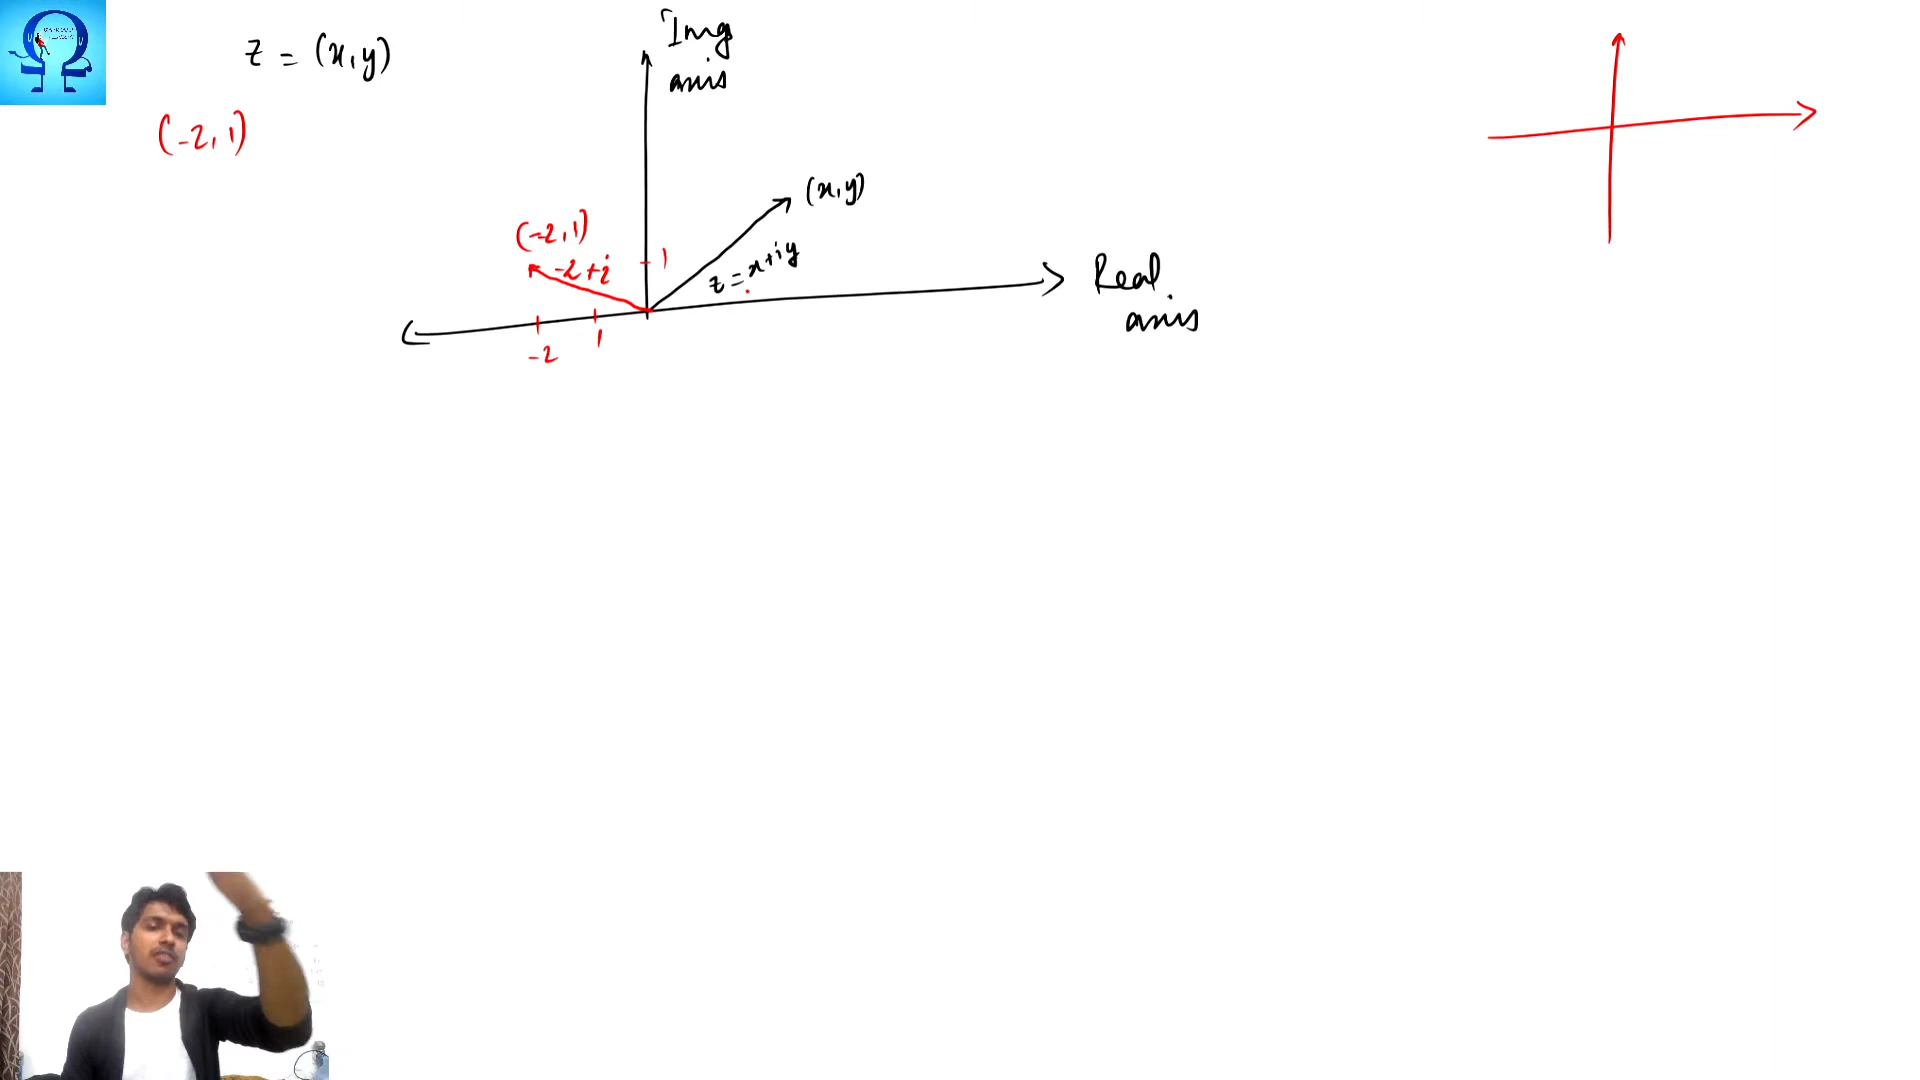 z = (x,y)
Img
axis
(-2, 1)
(x,y)
(-2,1)
-2+i
1
z = x+iy
Real
axis
-2
1